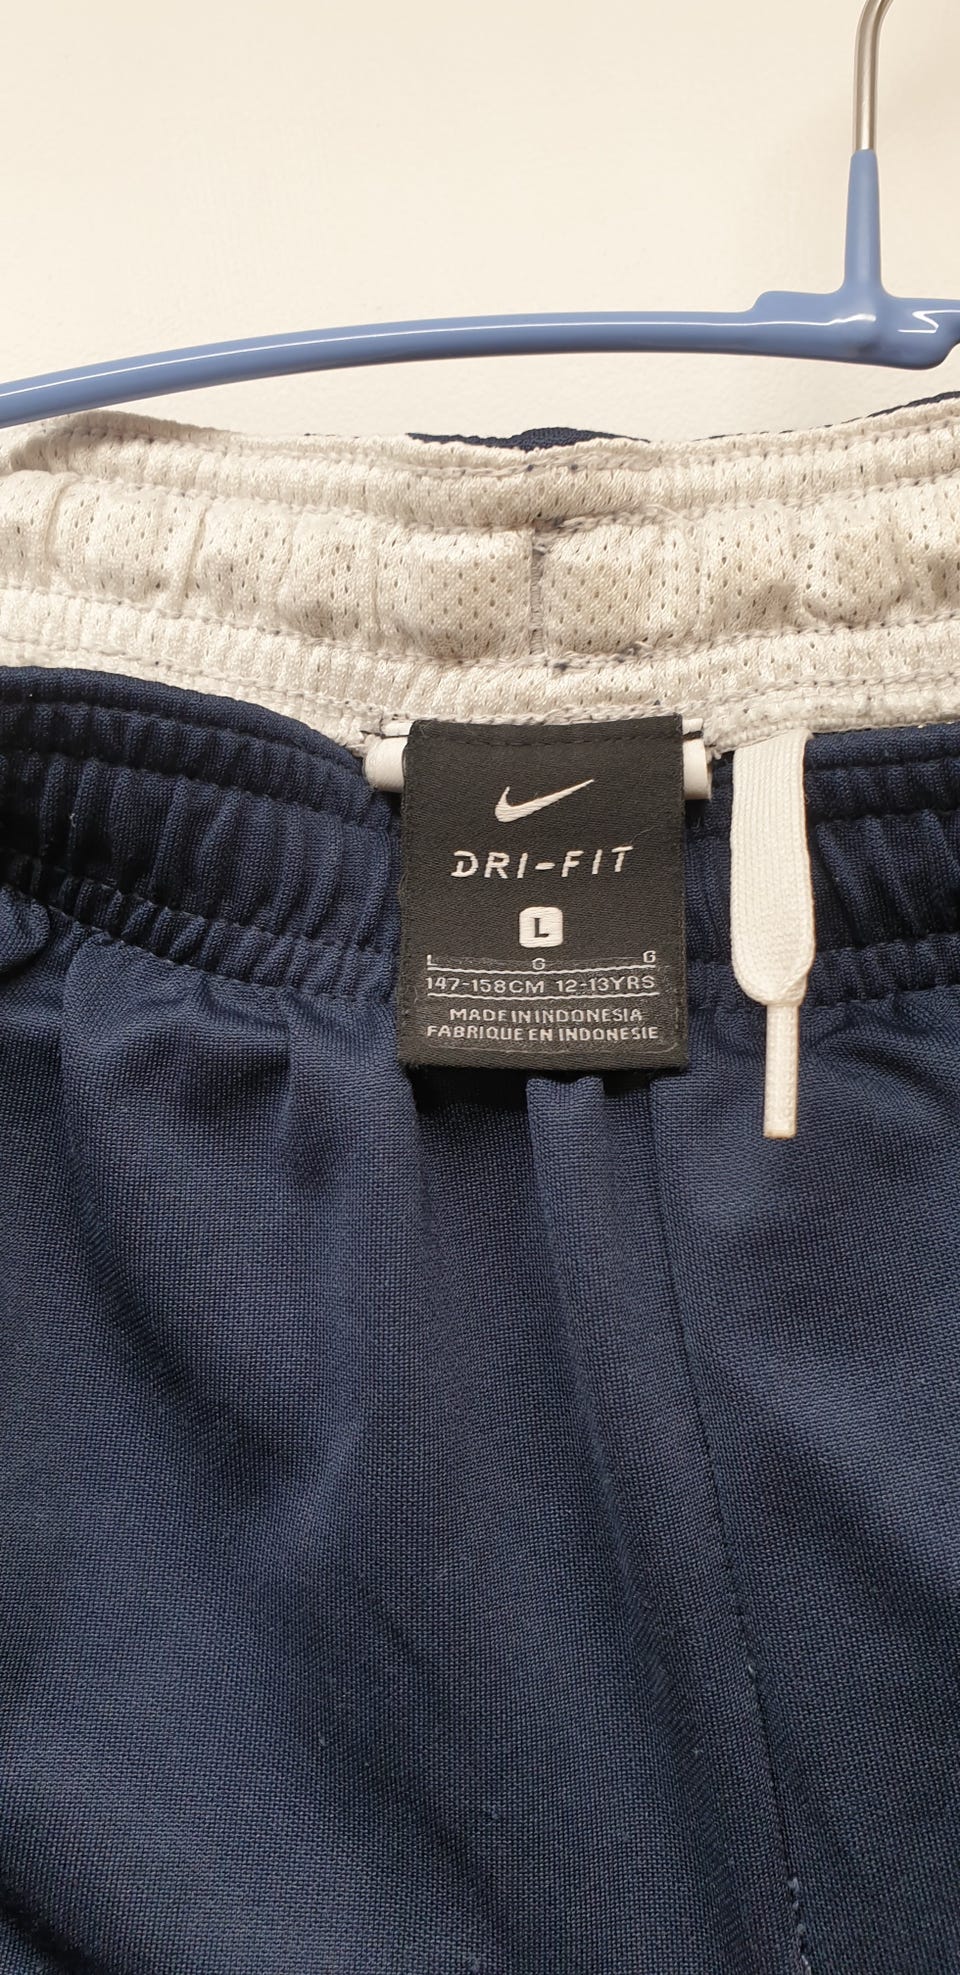 DRI-FIT
L
L G G
147-158CM 12-13YRS
MADE IN INDONESIA
FABRIQUE EN INDONESIE